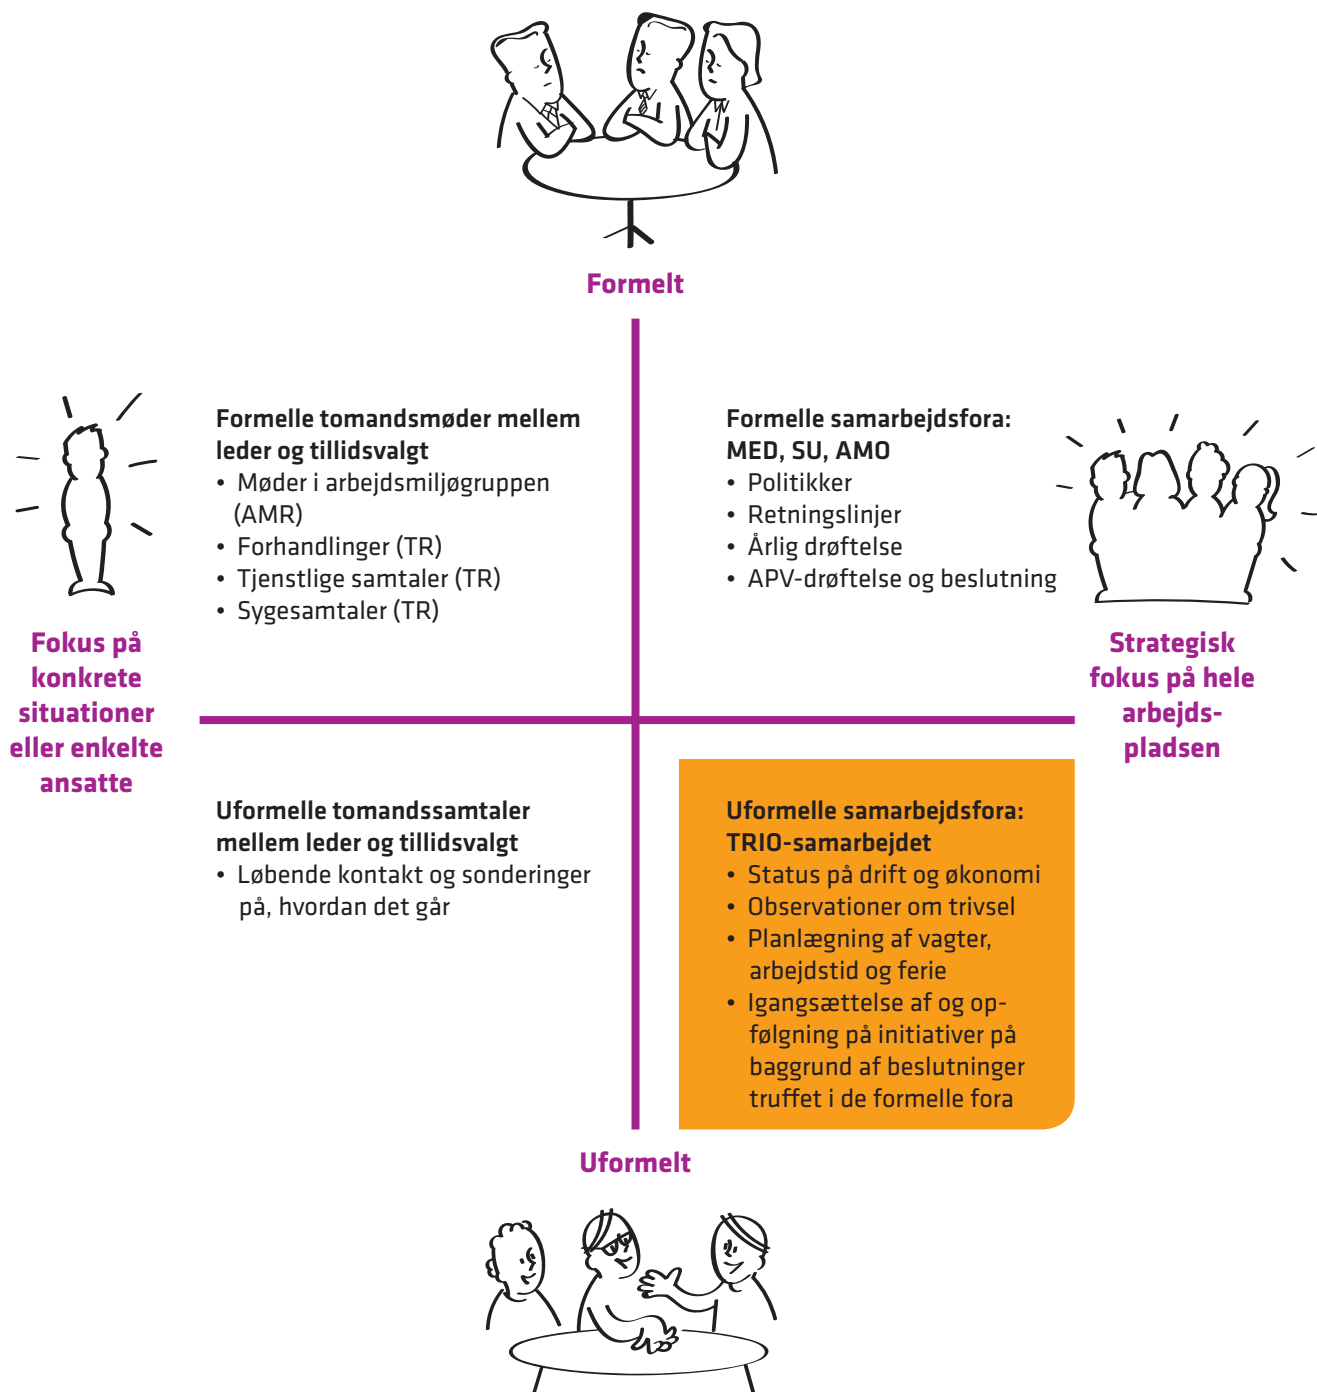 Formelt
Formelle tomandsmøder mellem
leder og tillidsvalgt
• Møder i arbejdsmiljøgruppen
(AMR)
• Forhandlinger (TR)
• Tjenstlige samtaler (TR)
• Sygesamtaler (TR)
Formelle samarbejdsfora:
MED, SU, AMO
• Politikker
• Retningslinjer
• Årlig drøftelse
• APV-drøftelse og beslutning
Fokus på
konkrete
situationer
eller enkelte
ansatte
Strategisk
fokus på hele
arbejds-
pladsen
Uformelle tomandssamtaler
mellem leder og tillidsvalgt
• Løbende kontakt og sonderinger
på, hvordan det går
Uformelle samarbejdsfora:
TRIO-samarbejdet
• Status på drift og økonomi
• Observationer om trivsel
• Planlægning af vagter,
arbejdstid og ferie
• Igangsættelse af og op-
følgning på initiativer på
baggrund af beslutninger
truffet i de formelle fora
Uformelt